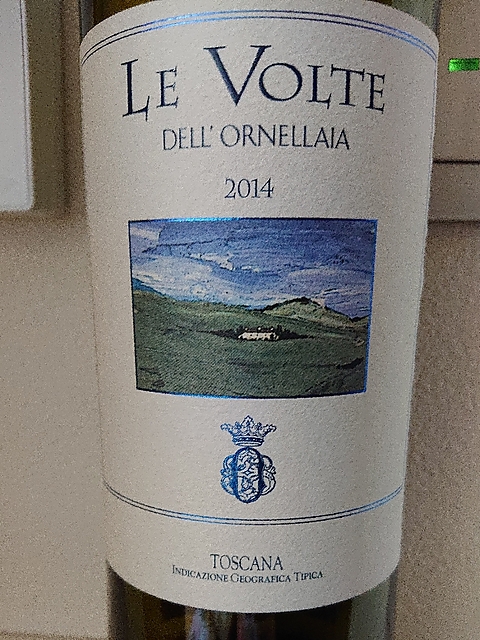 LE VOLTE
DELL'ORNELLAIA
2014
TOSCANA
INDICAZIONE GEOGRAFICA TIPICA